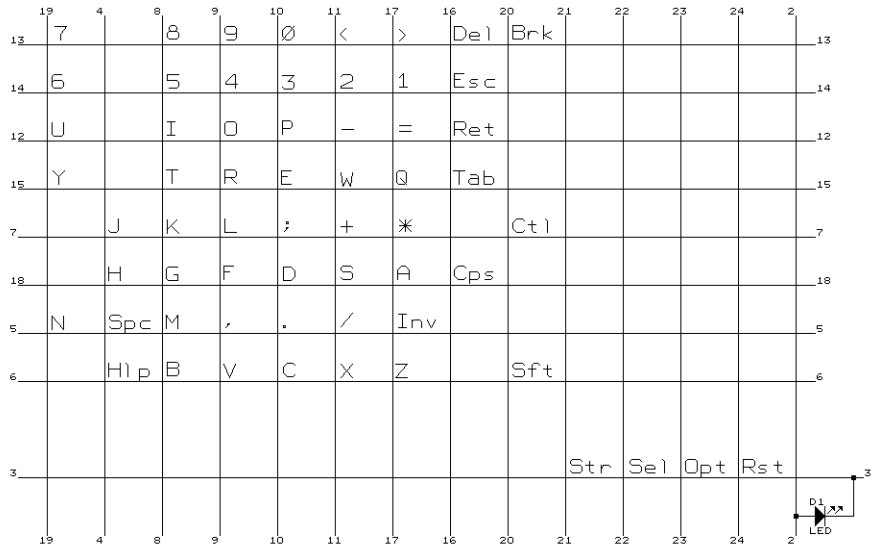 19 4 8 9 10 11 17 16 20 21 22 23 24 2
13 7 8 9 Ø < > Del Brk 13
14 6 5 4 3 2 1 Esc 14
12 U I O P - = Ret 12
15 Y T R E W Q Tab 15
7 J K L ; + * Ctl 7
18 H G F D S A Cps 18
5 N Spc M , . / Inv 5
6 Hlp B V C X Z Sft 6
3 Str Sel Opt Rst 3
D1
LED
19 4 8 9 10 11 17 16 20 21 22 23 24 2